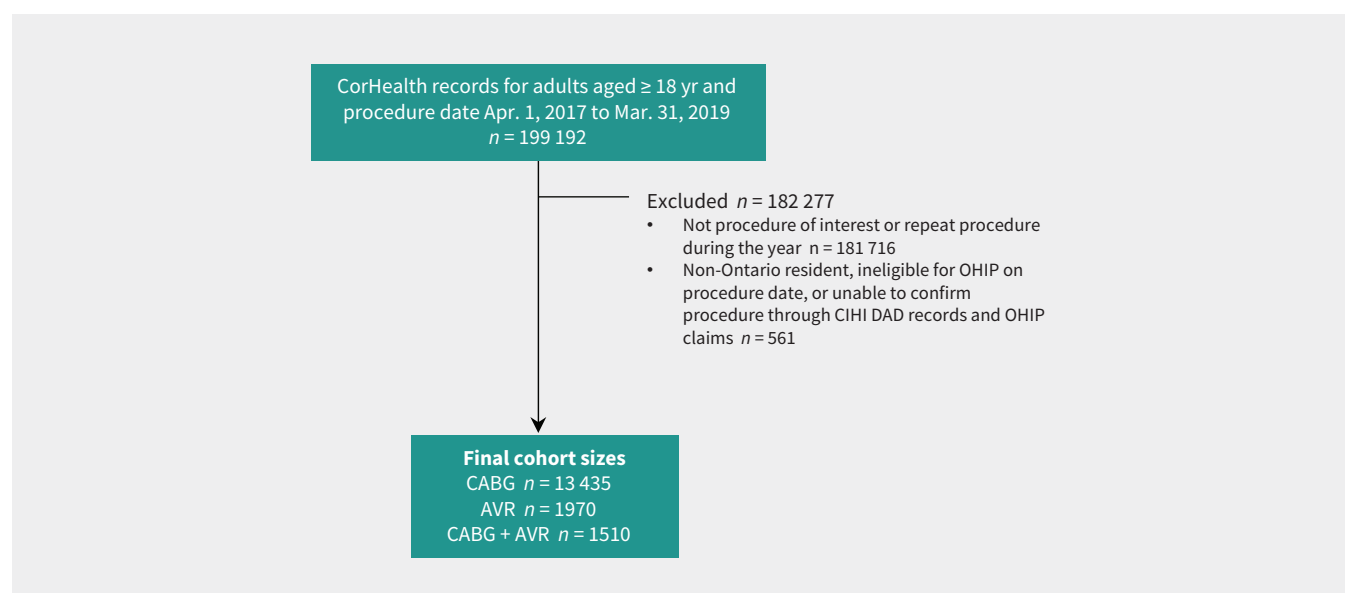 CorHealth records for adults aged ≥ 18 yr and
procedure date Apr. 1, 2017 to Mar. 31, 2019
n = 199 192
Excluded n = 182 277
• Not procedure of interest or repeat procedure
during the year n = 181 716
• Non-Ontario resident, ineligible for OHIP on
procedure date, or unable to confirm
procedure through CIHI DAD records and OHIP
claims n = 561
Final cohort sizes
CABG n = 13 435
AVR n = 1970
CABG + AVR n = 1510